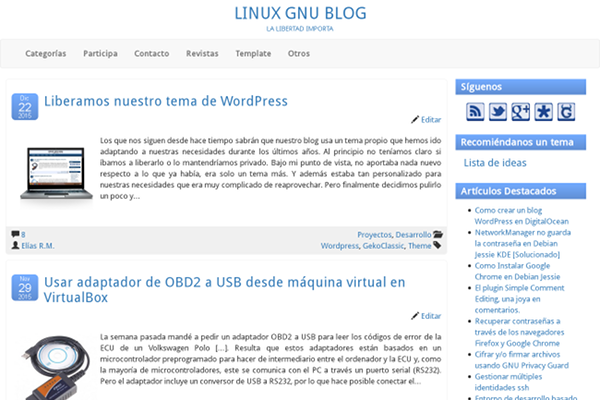 LINUX GNU BLOG
LA LIBERTAD IMPORTA
Categorías Participa Contacto Revistas Template Otros
Dic
22
2015
Liberamos nuestro tema de WordPress
Editar
Los que nos siguen desde hace tiempo sabrán que nuestro blog usa un tema propio que hemos ido
adaptando a nuestras necesidades durante los últimos años. Al principio no teníamos claro si
íbamos a liberarlo o lo mantendríamos privado. Bajo mi punto de vista, no aportaba nada nuevo
respecto a lo que ya había, era solo un tema más. Y además estaba tan personalizado para
nuestras necesidades que era muy complicado de reaprovechar. Pero finalmente decidimos pulirlo
un poco y...
8
Proyectos, Desarrollo
Elías R.M.
Wordpress, GekoClassic, Theme
Nov
29
2015
Usar adaptador de OBD2 a USB desde máquina virtual en
VirtualBox
Editar
La semana pasada mandé a pedir un adaptador OBD2 a USB para leer los códigos de error de la
ECU de un Volkswagen Polo [...]. Resulta que estos adaptadores están basados en un
microcontrolador preprogramado para hacer de intermediario entre el ordenador y la ECU y, como
la mayoría de microcontroladores, este se comunica con el PC a través un puerto serial (RS232).
Pero el adaptador incluye un conversor de USB a RS232, por lo que hace posible conectar el...
Síguenos
Recomiéndanos un tema
Lista de ideas
Artículos Destacados
Como crear un blog
WordPress en DigitalOcean
NetworkManager no guarda
la contraseña en Debian
Jessie KDE [Solucionado]
Como Instalar Google
Chrome en Debian Jessie
El plugin Simple Comment
Editing, una joya en
comentarios.
Recuperar contraseñas a
través de los navegadores
Firefox y Google Chrome
Cifrar y/o firmar archivos
usando GNU Privacy Guard
Gestionar múltiples
identidades ssh
Entorno de desarrollo basado